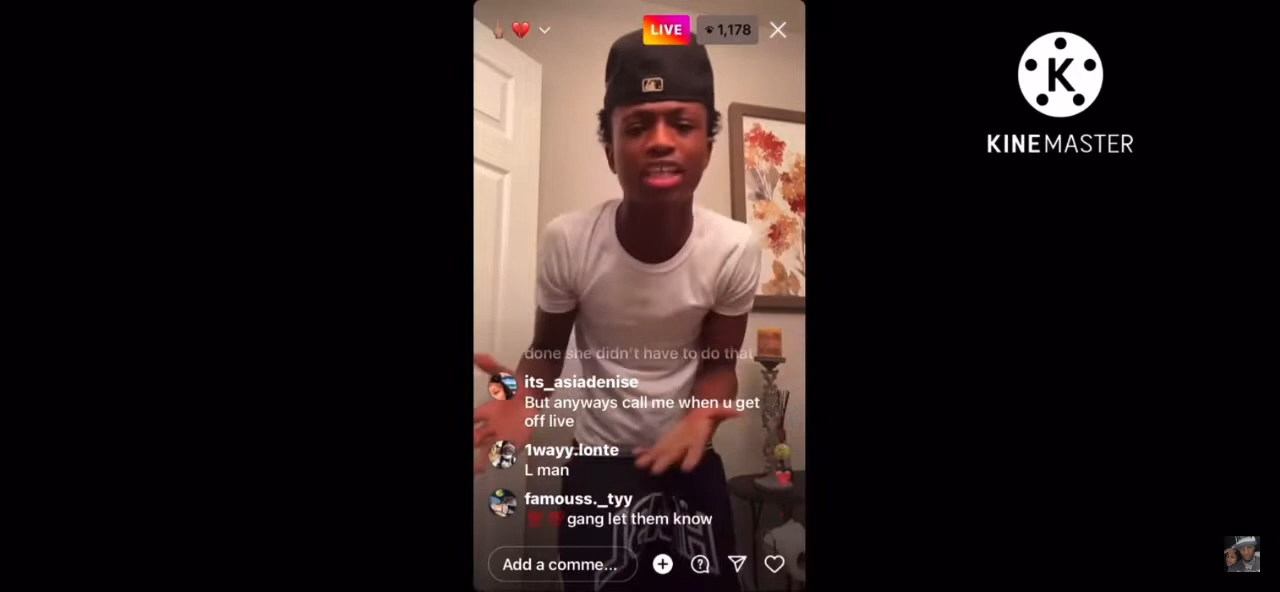 LIVE
1,178
done she didn't have to do that
its_asiadenise
But anyways call me when u get
off live
1wayy.lonte
L man
famouss._tyy
gang let them know
Add a comme...
K
KINEMASTER